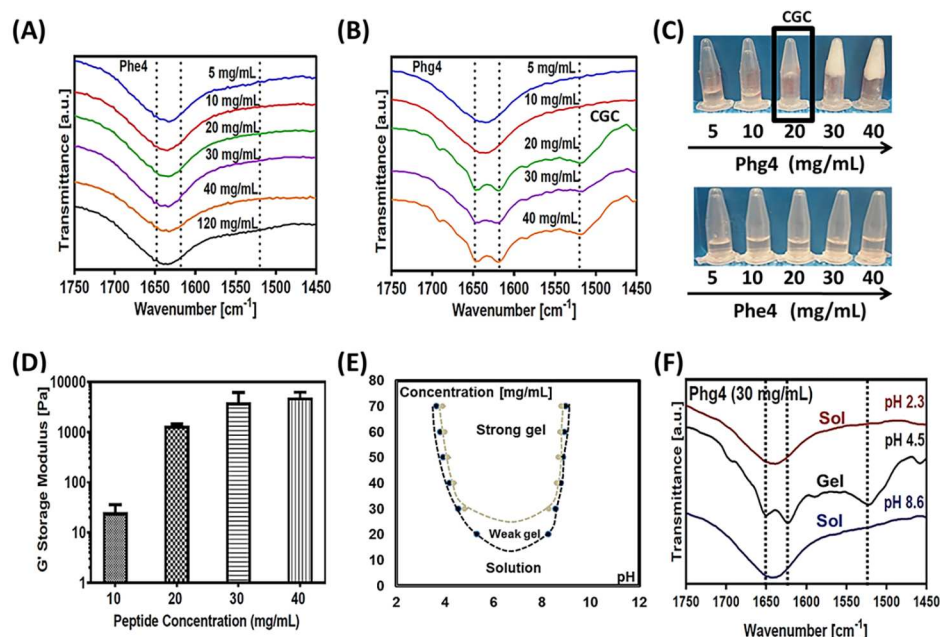 (A)
Phe4
5 mg/mL
10 mg/mL
20 mg/mL
30 mg/mL
40 mg/mL
120 mg/mL
Transmittance [a.u.]
1750 1700 1650 1600 1550 1500 1450
Wavenumber [cm⁻¹]
(B)
Phg4
5 mg/mL
10 mg/mL
CGC
20 mg/mL
30 mg/mL
40 mg/mL
Transmittance [a.u.]
1750 1700 1650 1600 1550 1500 1450
Wavenumber [cm⁻¹]
(C)
CGC
5 10 20 30 40
Phg4 (mg/mL)
5 10 20 30 40
Phe4 (mg/mL)
(D)
G' Storage Modulus [Pa]
10000
1000
100
10
1
10 20 30 40
Peptide Concentration (mg/mL)
(E)
80
70
60
50
40
30
20
10
0
Concentration [mg/mL]
Strong gel
Weak gel
Solution
pH
2 4 6 8 10 12
(F)
Phg4 (30 mg/mL)
pH 2.3
Sol
pH 4.5
Gel
pH 8.6
Sol
Transmittance [a.u.]
1750 1700 1650 1600 1550 1500 1450
Wavenumber [cm⁻¹]